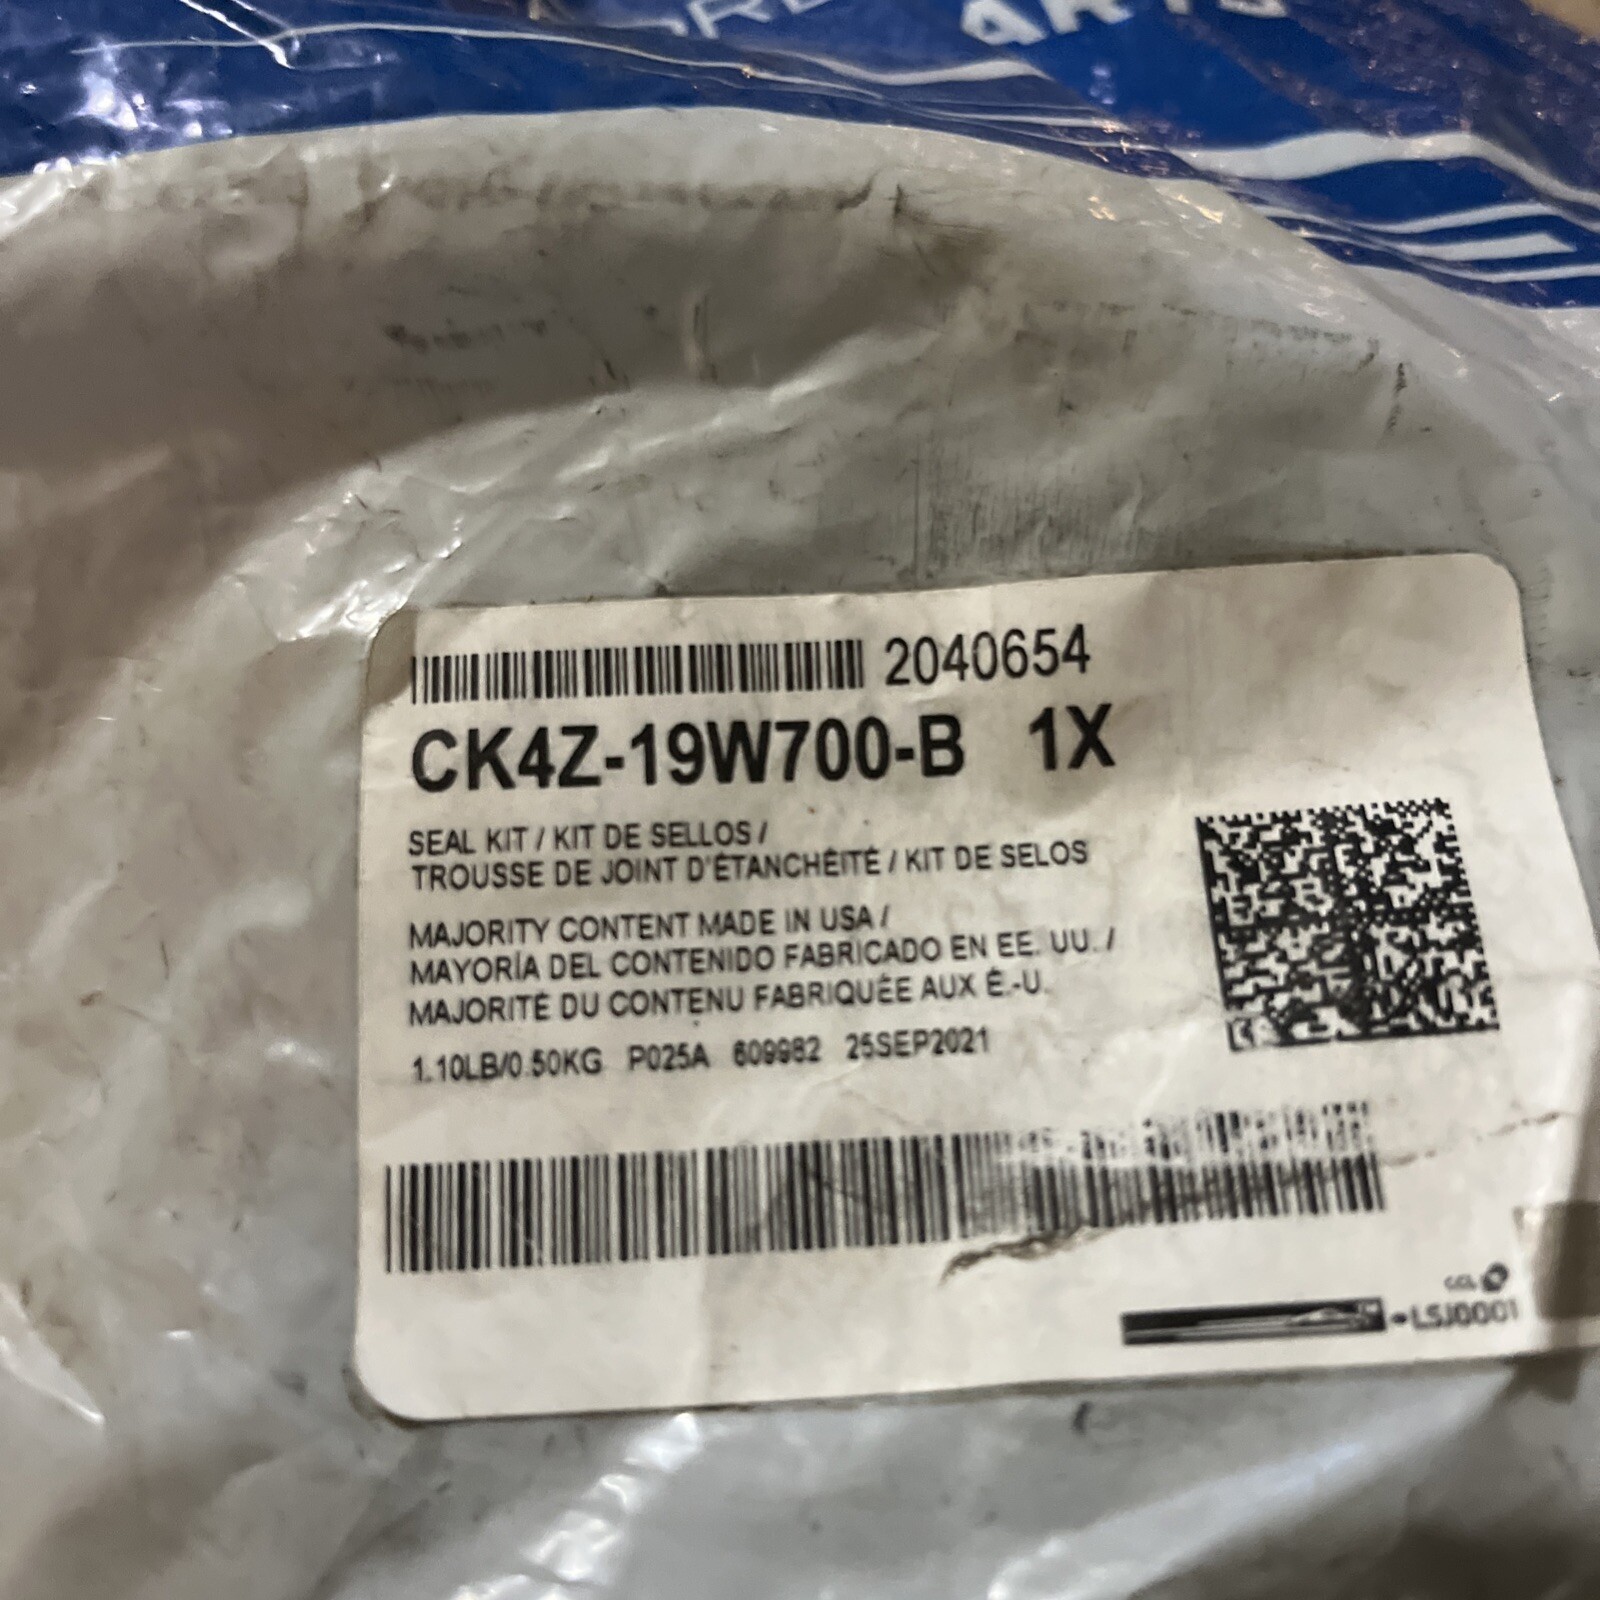 ARTS
2040654
CK4Z-19W700-B 1X
SEAL KIT / KIT DE SELLOS /
TROUSSE DE JOINT D'ÉTANCHÉITÉ / KIT DE SELOS
MAJORITY CONTENT MADE IN USA /
MAYORÍA DEL CONTENIDO FABRICADO EN EE. UU. /
MAJORITÉ DU CONTENU FABRIQUÉE AUX É.-U.
1.10LB/0.50KG P025A 609982 25SEP2021
CCL
-LSJ0001